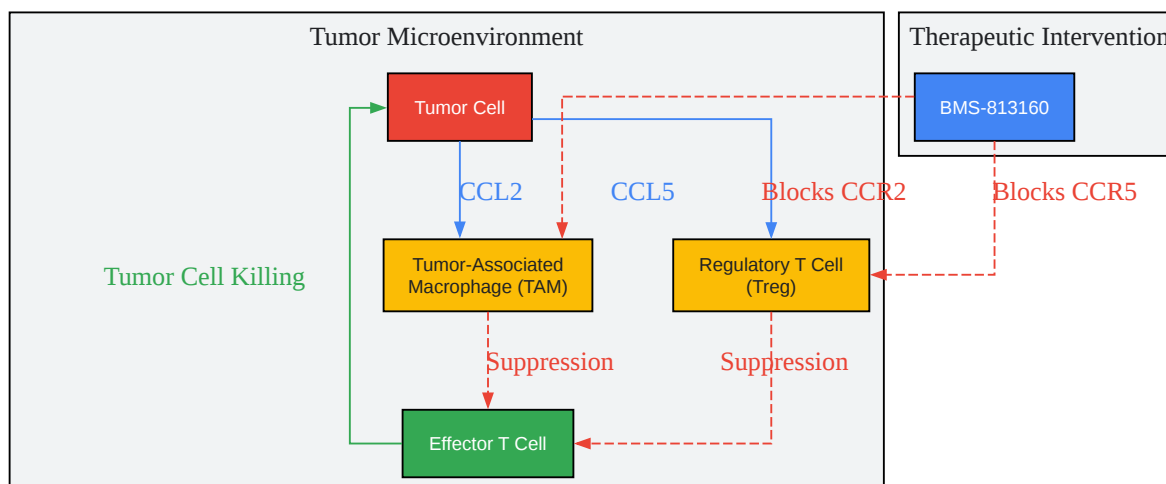 Tumor Microenvironment
Therapeutic Intervention
Tumor Cell
BMS-813160
CCL2
CCL5
Blocks CCR2
Blocks CCR5
Tumor Cell Killing
Tumor-Associated
Macrophage (TAM)
Regulatory T Cell
(Treg)
Suppression
Suppression
Effector T Cell